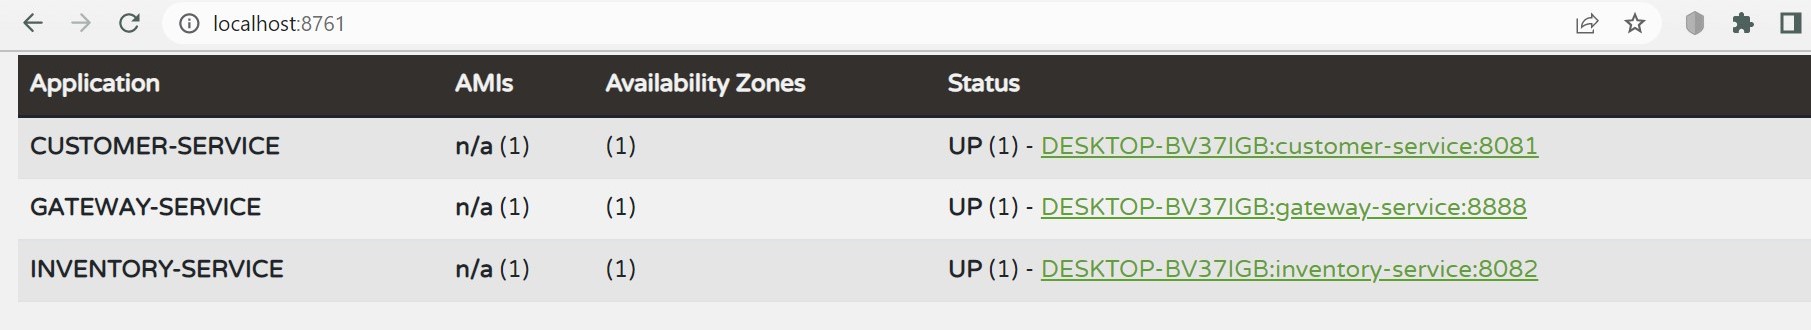 localhost:8761
Application AMIs Availability Zones Status
CUSTOMER-SERVICE n/a (1) (1) UP (1) - DESKTOP-BV37IGB:customer-service:8081
GATEWAY-SERVICE n/a (1) (1) UP (1) - DESKTOP-BV37IGB:gateway-service:8888
INVENTORY-SERVICE n/a (1) (1) UP (1) - DESKTOP-BV37IGB:inventory-service:8082